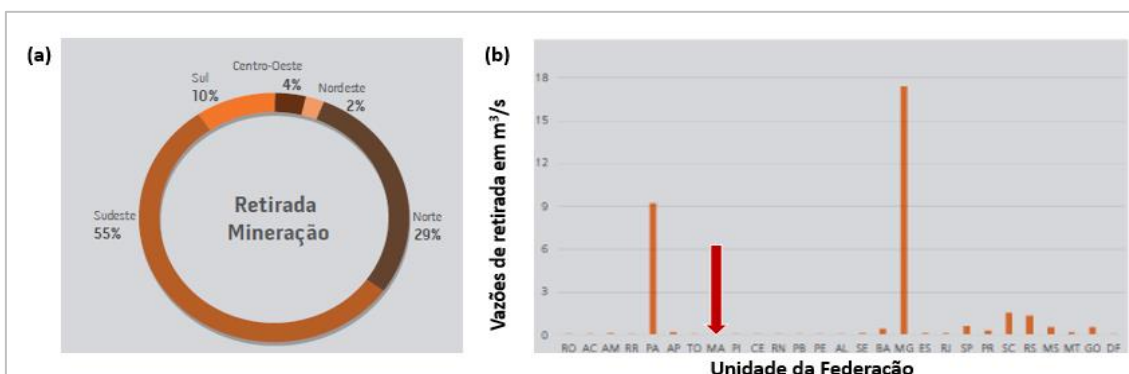 (a)
Centro-Oeste
4%
Sul
10%
Nordeste
2%
Retirada
Mineração
Sudeste
55%
Norte
29%
(b)
Vazões de retirada em m³/s
18
15
12
9
6
3
0
RO AC AM RR PA AP TO MA PI CE RN PB PE AL SE BA MG ES RJ SP PR SC RS MS MT GO DF
Unidade da Federação